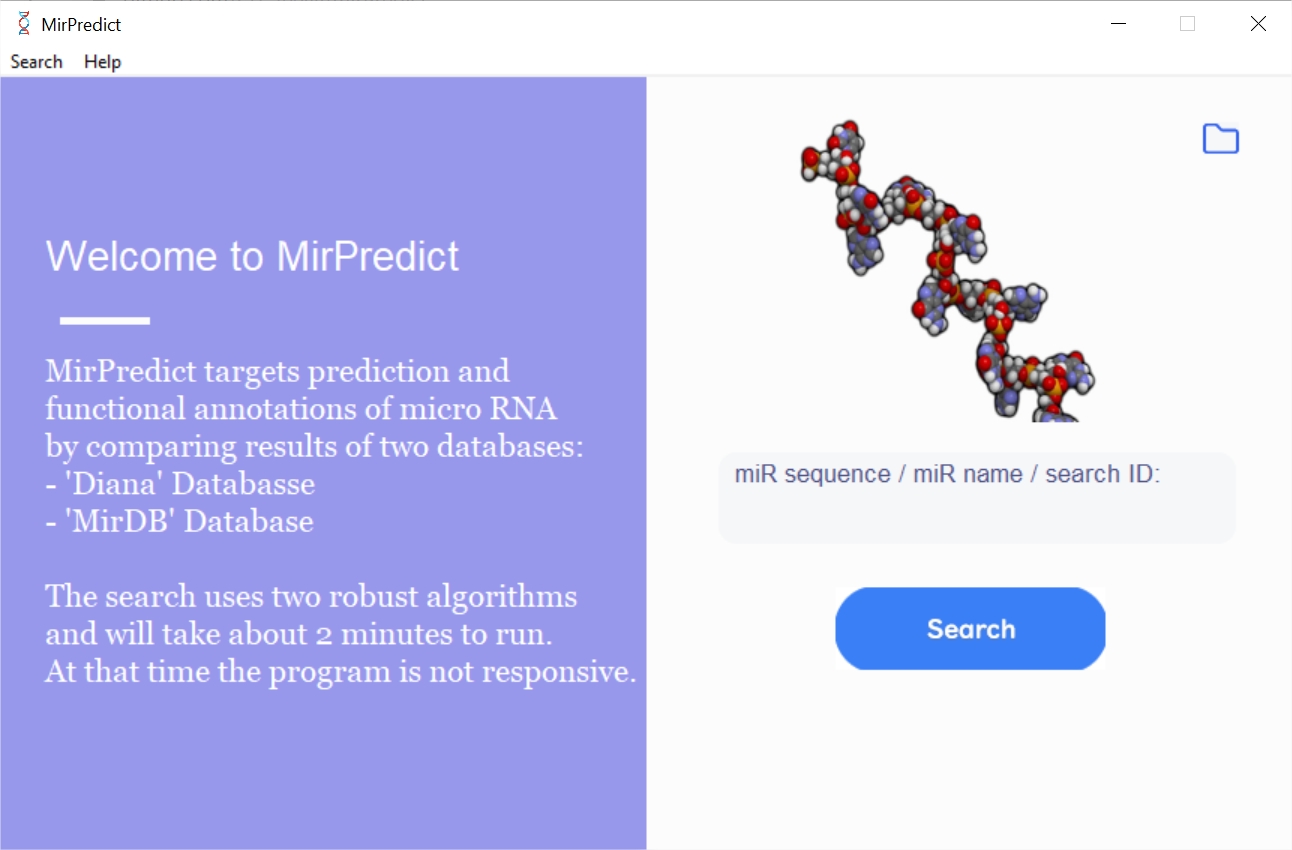 MirPredict
Search Help
Welcome to MirPredict
MirPredict targets prediction and
functional annotations of micro RNA
by comparing results of two databases:
- 'Diana' Databasse
- 'MirDB' Database
The search uses two robust algorithms
and will take about 2 minutes to run.
At that time the program is not responsive.
miR sequence / miR name / search ID:
Search